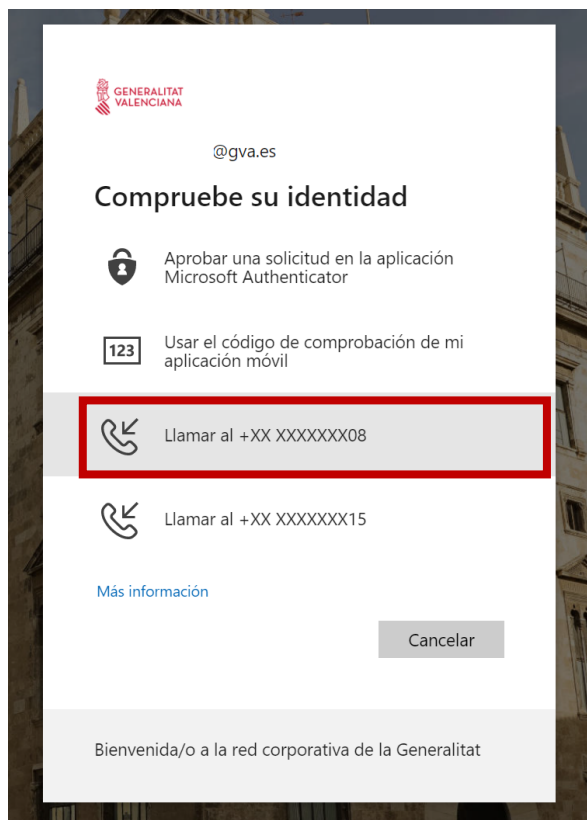 GENERALITAT
VALENCIANA
@gva.es
Compruebe su identidad
Aprobar una solicitud en la aplicación
Microsoft Authenticator
123
Usar el código de comprobación de mi
aplicación móvil
Llamar al +XX XXXXXXX08
Llamar al +XX XXXXXXX15
Más información
Cancelar
Bienvenida/o a la red corporativa de la Generalitat